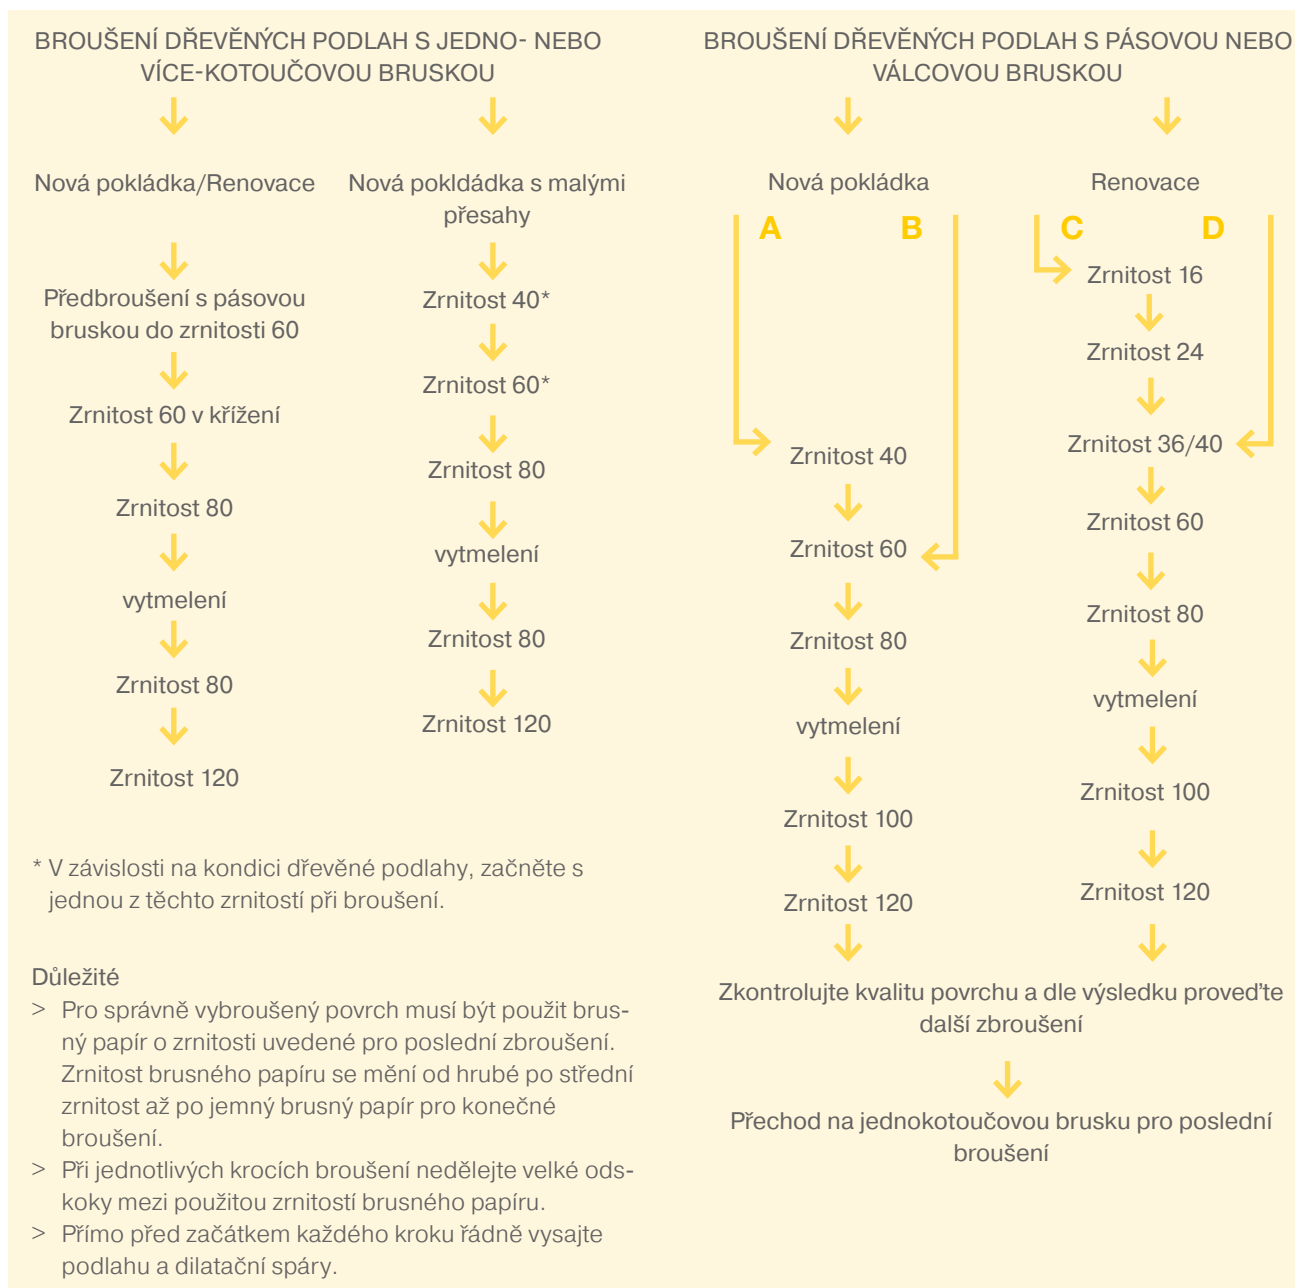 BROUŠENÍ DŘEVĚNÝCH PODLAH S JEDNO- NEBO
VÍCE-KOTOUČOVOU BRUSKOU
Nová pokládka/Renovace
Předbroušení s pásovou
bruskou do zrnitosti 60
Zrnitost 60 v křížení
Zrnitost 80
vytmelení
Zrnitost 80
Zrnitost 120
Nová pokldádka s malými
přesahy
Zrnitost 40*
Zrnitost 60*
Zrnitost 80
vytmelení
Zrnitost 80
Zrnitost 120
* V závislosti na kondici dřevěné podlahy, začněte s
jednou z těchto zrnitostí při broušení.
Důležité
> Pro správně vybroušený povrch musí být použit brus-
ný papír o zrnitosti uvedené pro poslední zbroušení.
Zrnitost brusného papíru se mění od hrubé po střední
zrnitost až po jemný brusný papír pro konečné
broušení.
> Při jednotlivých krocích broušení nedělejte velké ods-
koky mezi použitou zrnitostí brusného papíru.
> Přímo před začátkem každého kroku řádně vysajte
podlahu a dilatační spáry.
BROUŠENÍ DŘEVĚNÝCH PODLAH S PÁSOVOU NEBO
VÁLCOVOU BRUSKOU
Nová pokládka
A B
Zrnitost 40
Zrnitost 60
Zrnitost 80
vytmelení
Zrnitost 100
Zrnitost 120
Renovace
C D
Zrnitost 16
Zrnitost 24
Zrnitost 36/40
Zrnitost 60
Zrnitost 80
vytmelení
Zrnitost 100
Zrnitost 120
Zkontrolujte kvalitu povrchu a dle výsledku proveďte
další zbroušení
Přechod na jednokotoučovou brusku pro poslední
broušení